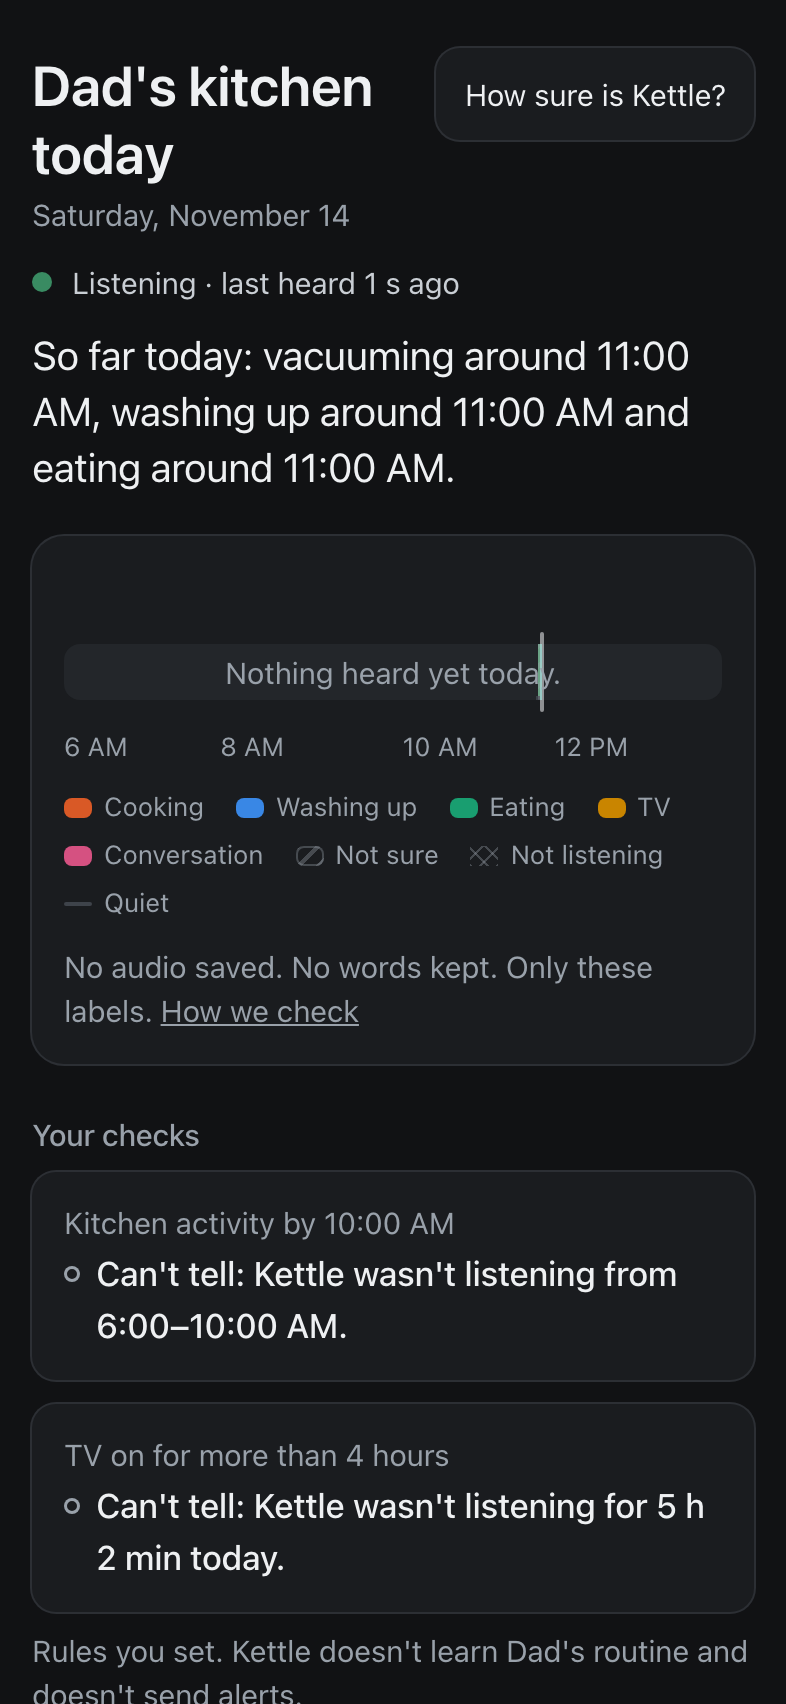 Dad's kitchen
today
How sure is Kettle?
Saturday, November 14
Listening · last heard 1 s ago
So far today: vacuuming around 11:00
AM, washing up around 11:00 AM and
eating around 11:00 AM.
Nothing heard yet today.
6 AM 8 AM 10 AM 12 PM
Cooking Washing up Eating TV
Conversation Not sure Not listening
Quiet
No audio saved. No words kept. Only these
labels. How we check
Your checks
Kitchen activity by 10:00 AM
Can't tell: Kettle wasn't listening from
6:00–10:00 AM.
TV on for more than 4 hours
Can't tell: Kettle wasn't listening for 5 h
2 min today.
Rules you set. Kettle doesn't learn Dad's routine and
doesn't send alerts.